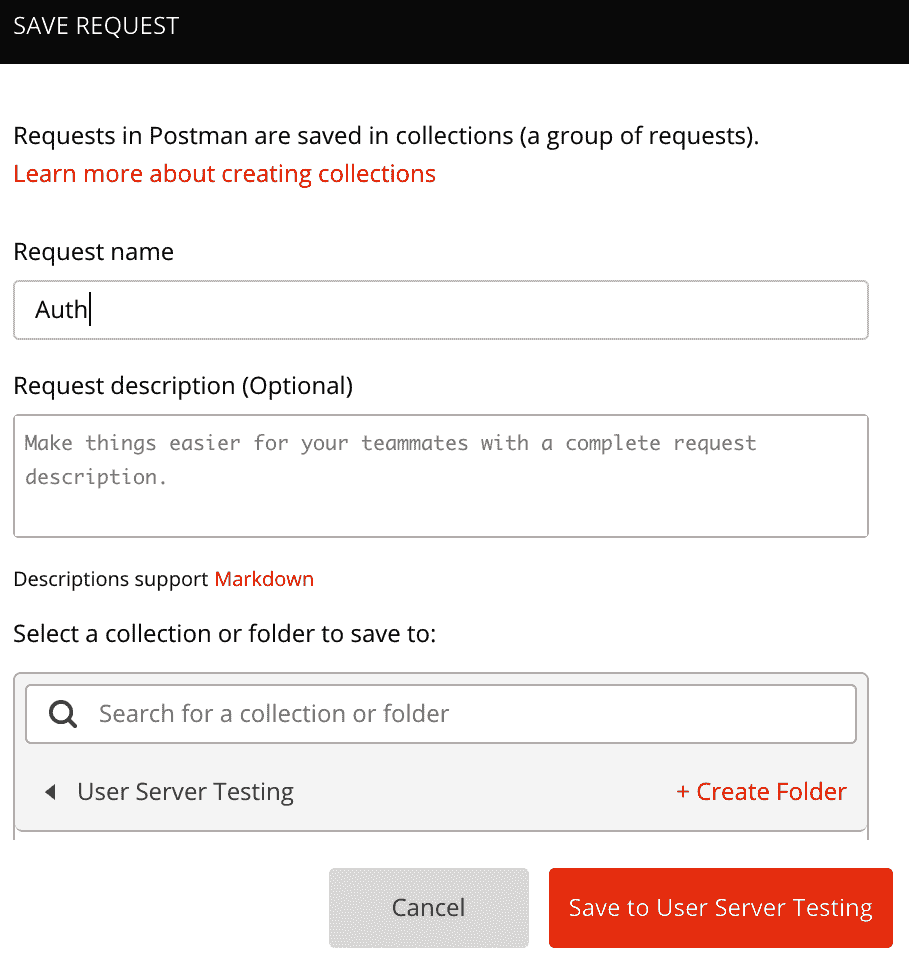 SAVE REQUEST
Requests in Postman are saved in collections (a group of requests).
Learn more about creating collections
Request name
Auth
Request description (Optional)
Make things easier for your teammates with a complete request
description.
Descriptions support Markdown
Select a collection or folder to save to:
Search for a collection or folder
User Server Testing + Create Folder
Cancel Save to User Server Testing